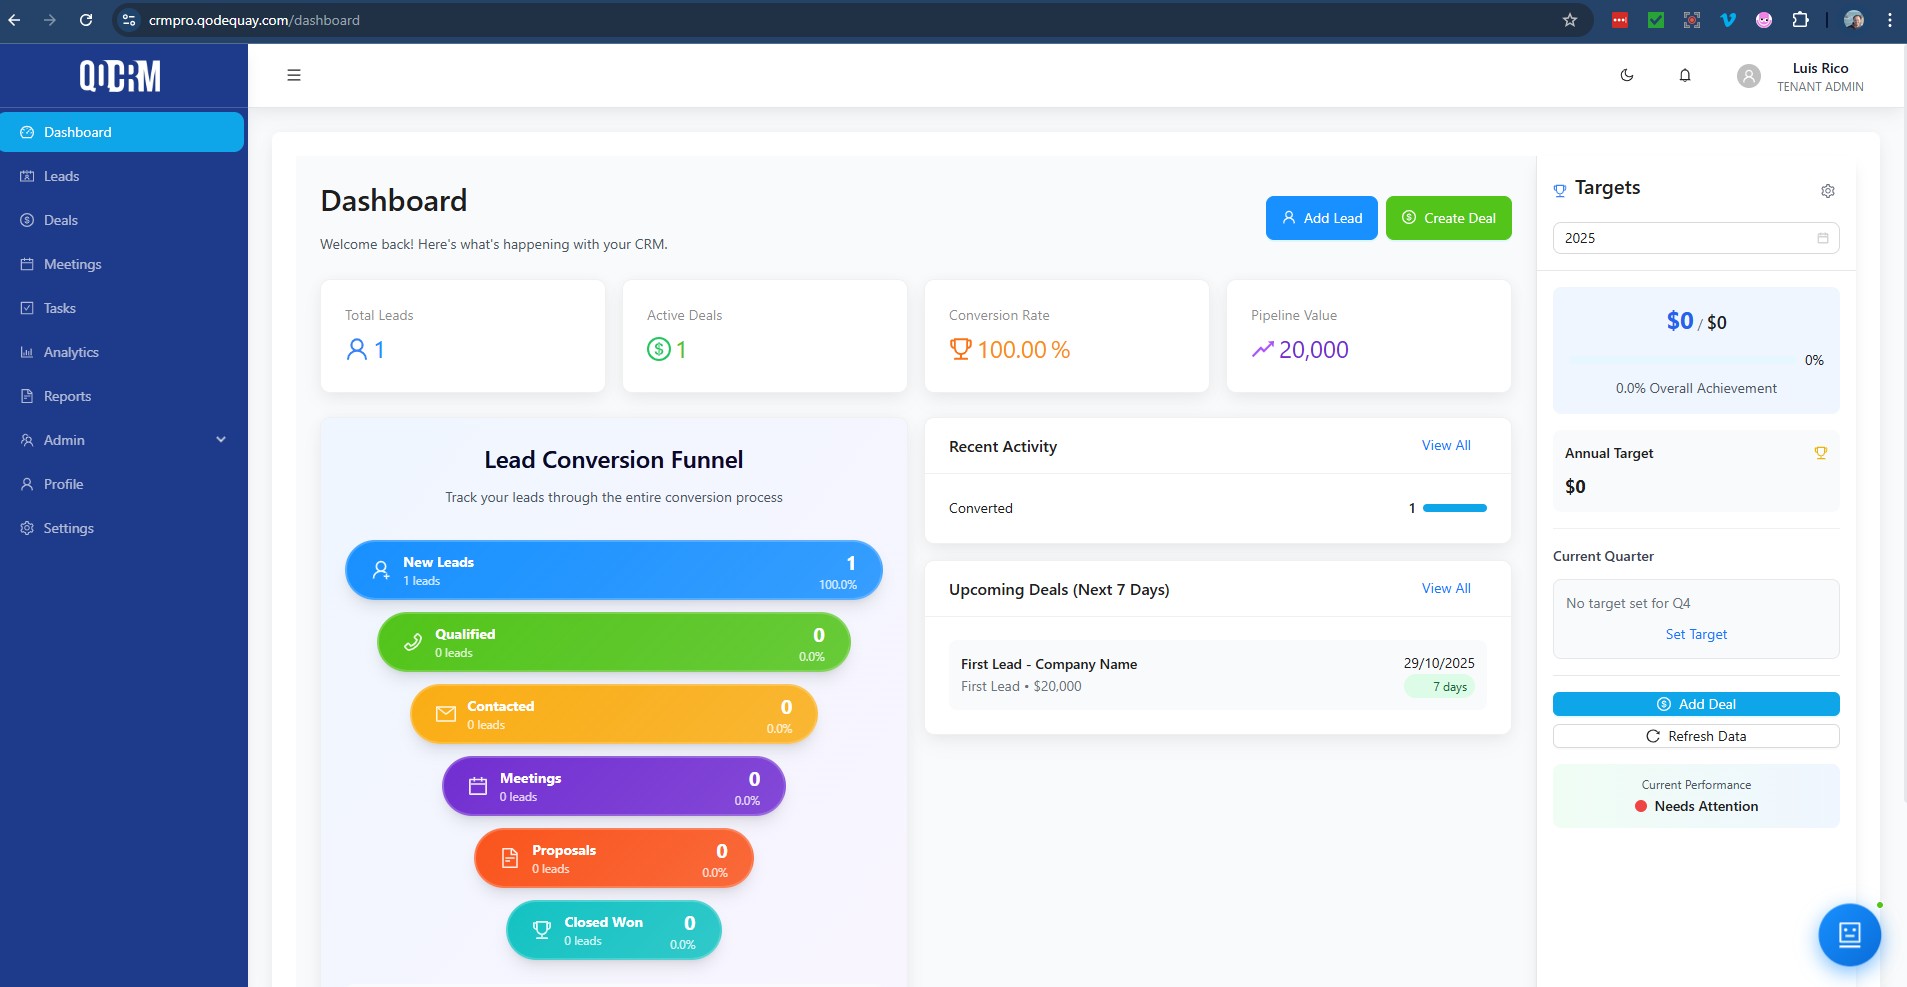 crmpro.qodequay.com/dashboard
QICRM
Luis Rico
TENANT ADMIN
Dashboard
Leads
Deals
Meetings
Tasks
Analytics
Reports
Admin
Profile
Settings
Dashboard
Welcome back! Here's what's happening with your CRM.
Add Lead
Create Deal
Total Leads
1
Active Deals
1
Conversion Rate
100.00 %
Pipeline Value
20,000
Lead Conversion Funnel
Track your leads through the entire conversion process
New Leads
1 leads
1
100.0%
Qualified
0 leads
0
0.0%
Contacted
0 leads
0
0.0%
Meetings
0 leads
0
0.0%
Proposals
0 leads
0
0.0%
Closed Won
0 leads
0
0.0%
Recent Activity
View All
Converted
1
Upcoming Deals (Next 7 Days)
View All
First Lead - Company Name
29/10/2025
First Lead • $20,000
7 days
Targets
2025
$0 / $0
0%
0.0% Overall Achievement
Annual Target
$0
Current Quarter
No target set for Q4
Set Target
Add Deal
Refresh Data
Current Performance
Needs Attention